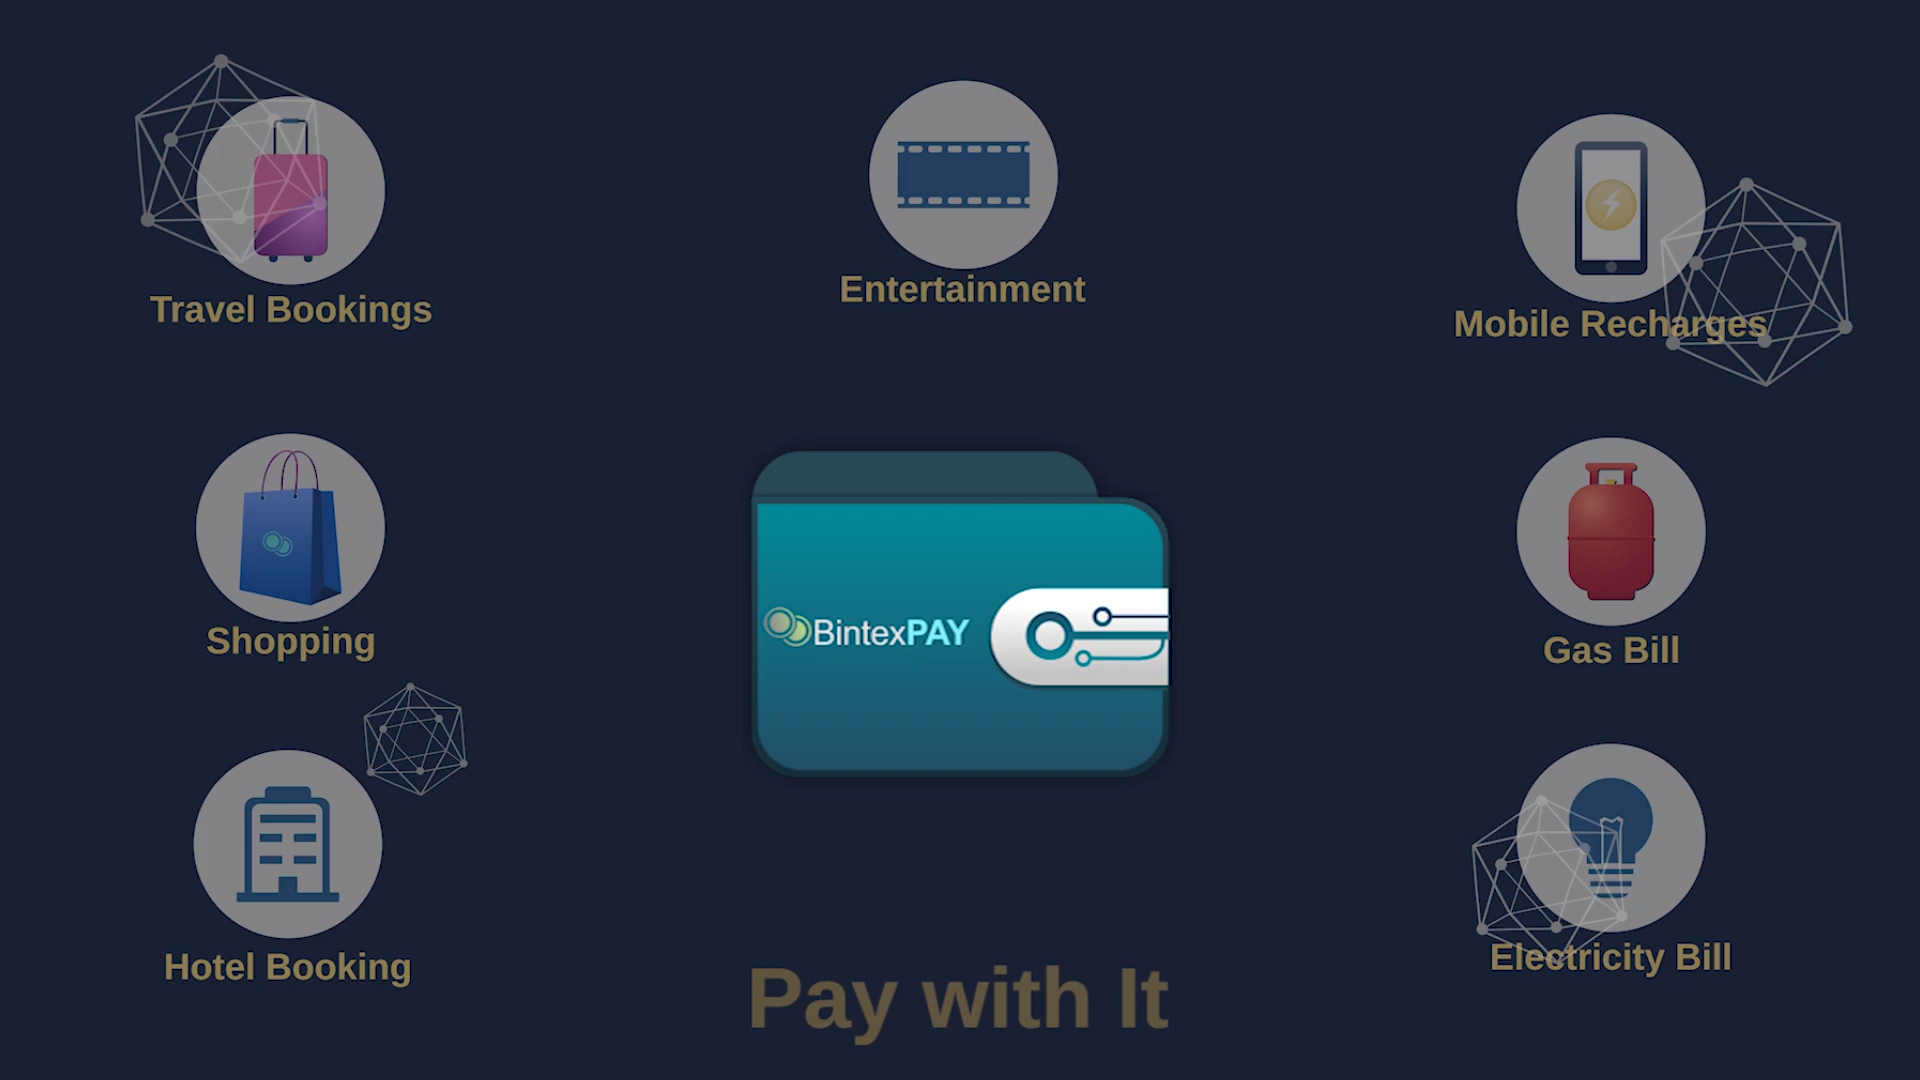 Travel Bookings
Entertainment
Mobile Recharges
Shopping
BintexPAY
Gas Bill
Hotel Booking
Electricity Bill
Pay with It